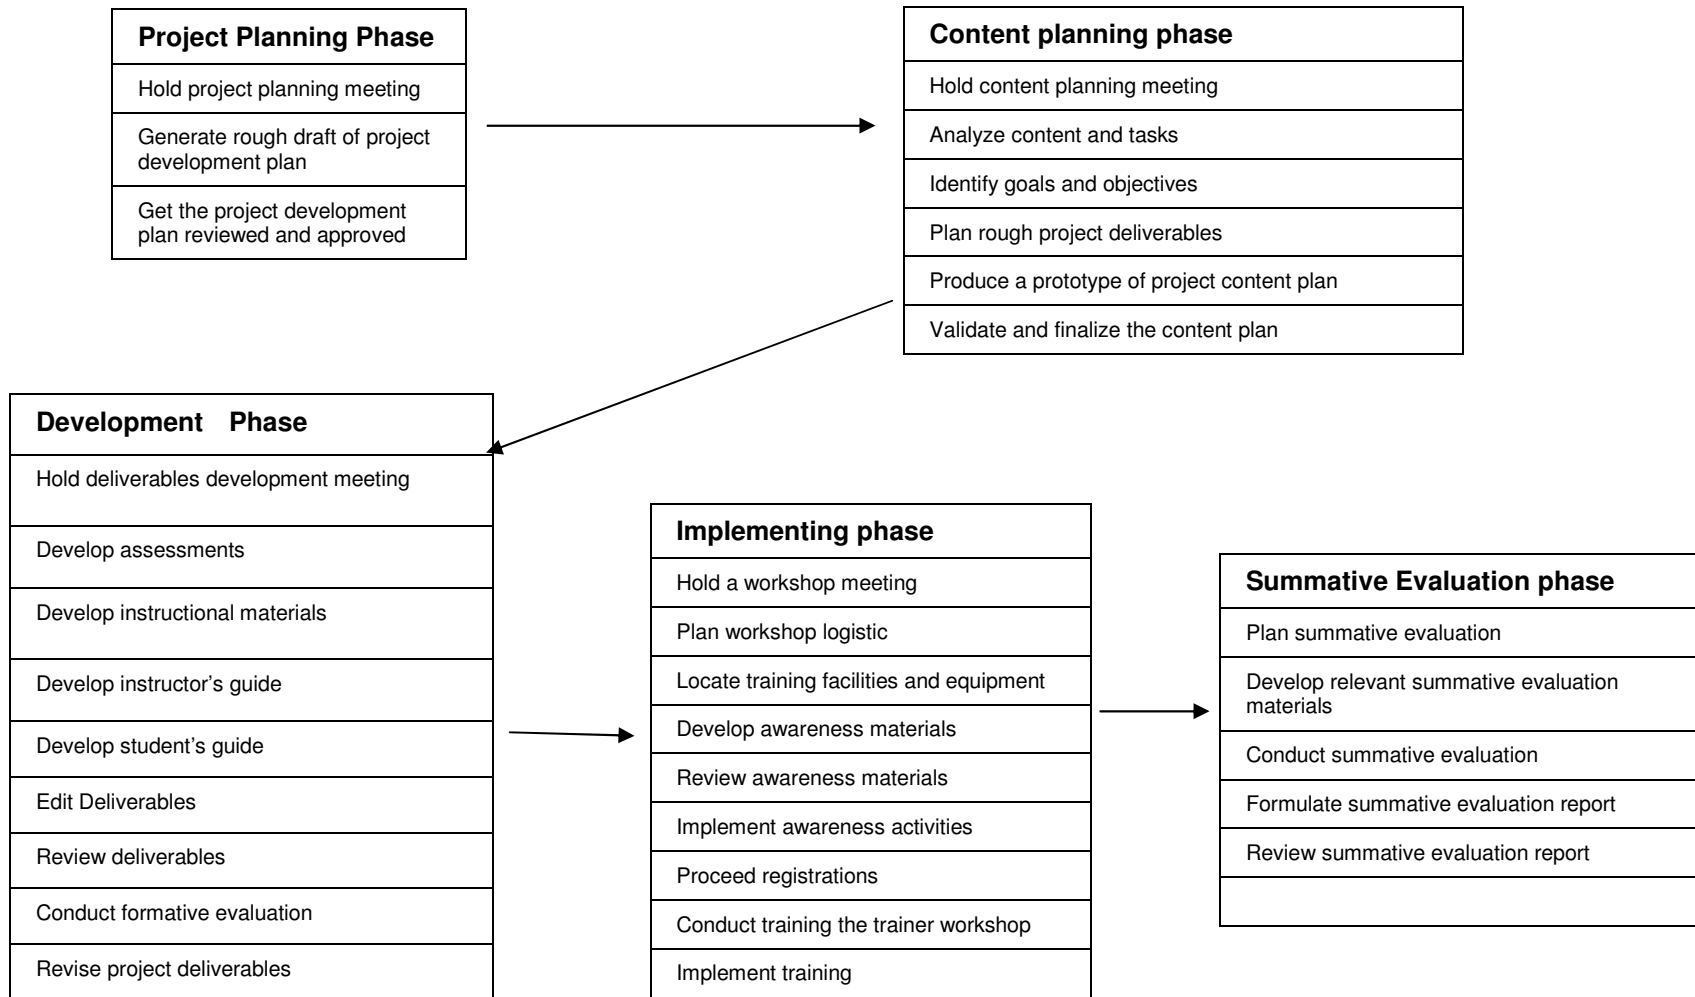 Project Planning Phase
Hold project planning meeting
Generate rough draft of project
development plan
Get the project development
plan reviewed and approved
Content planning phase
Hold content planning meeting
Analyze content and tasks
Identify goals and objectives
Plan rough project deliverables
Produce a prototype of project content plan
Validate and finalize the content plan
Development Phase
Hold deliverables development meeting
Develop assessments
Develop instructional materials
Develop instructor’s guide
Develop student’s guide
Edit Deliverables
Review deliverables
Conduct formative evaluation
Revise project deliverables
Implementing phase
Hold a workshop meeting
Plan workshop logistic
Locate training facilities and equipment
Develop awareness materials
Review awareness materials
Implement awareness activities
Proceed registrations
Conduct training the trainer workshop
Implement training
Summative Evaluation phase
Plan summative evaluation
Develop relevant summative evaluation
materials
Conduct summative evaluation
Formulate summative evaluation report
Review summative evaluation report